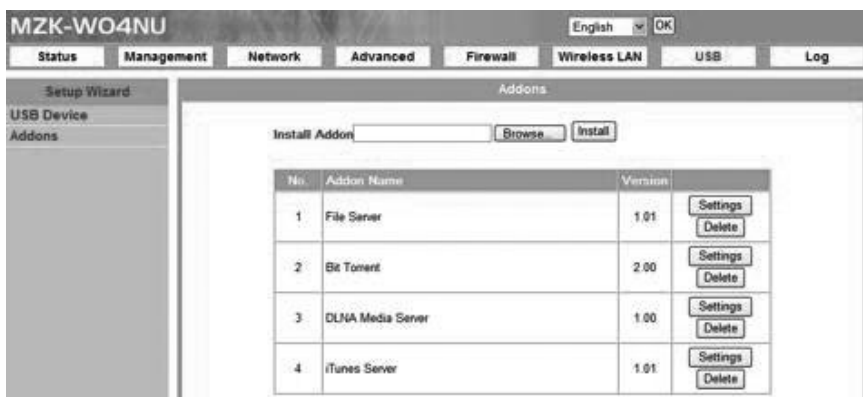 MZK-WO4NU English OK
Status Management Network Advanced Firewall Wireless LAN USB Log
Setup Wizard
USB Device
Addons
Addons
Install Addon Browse... Install
No. Addon Name Version
1 File Server 1.01 Settings Delete
2 Bit Torrent 2.00 Settings Delete
3 DLNA Media Server 1.00 Settings Delete
4 iTunes Server 1.01 Settings Delete